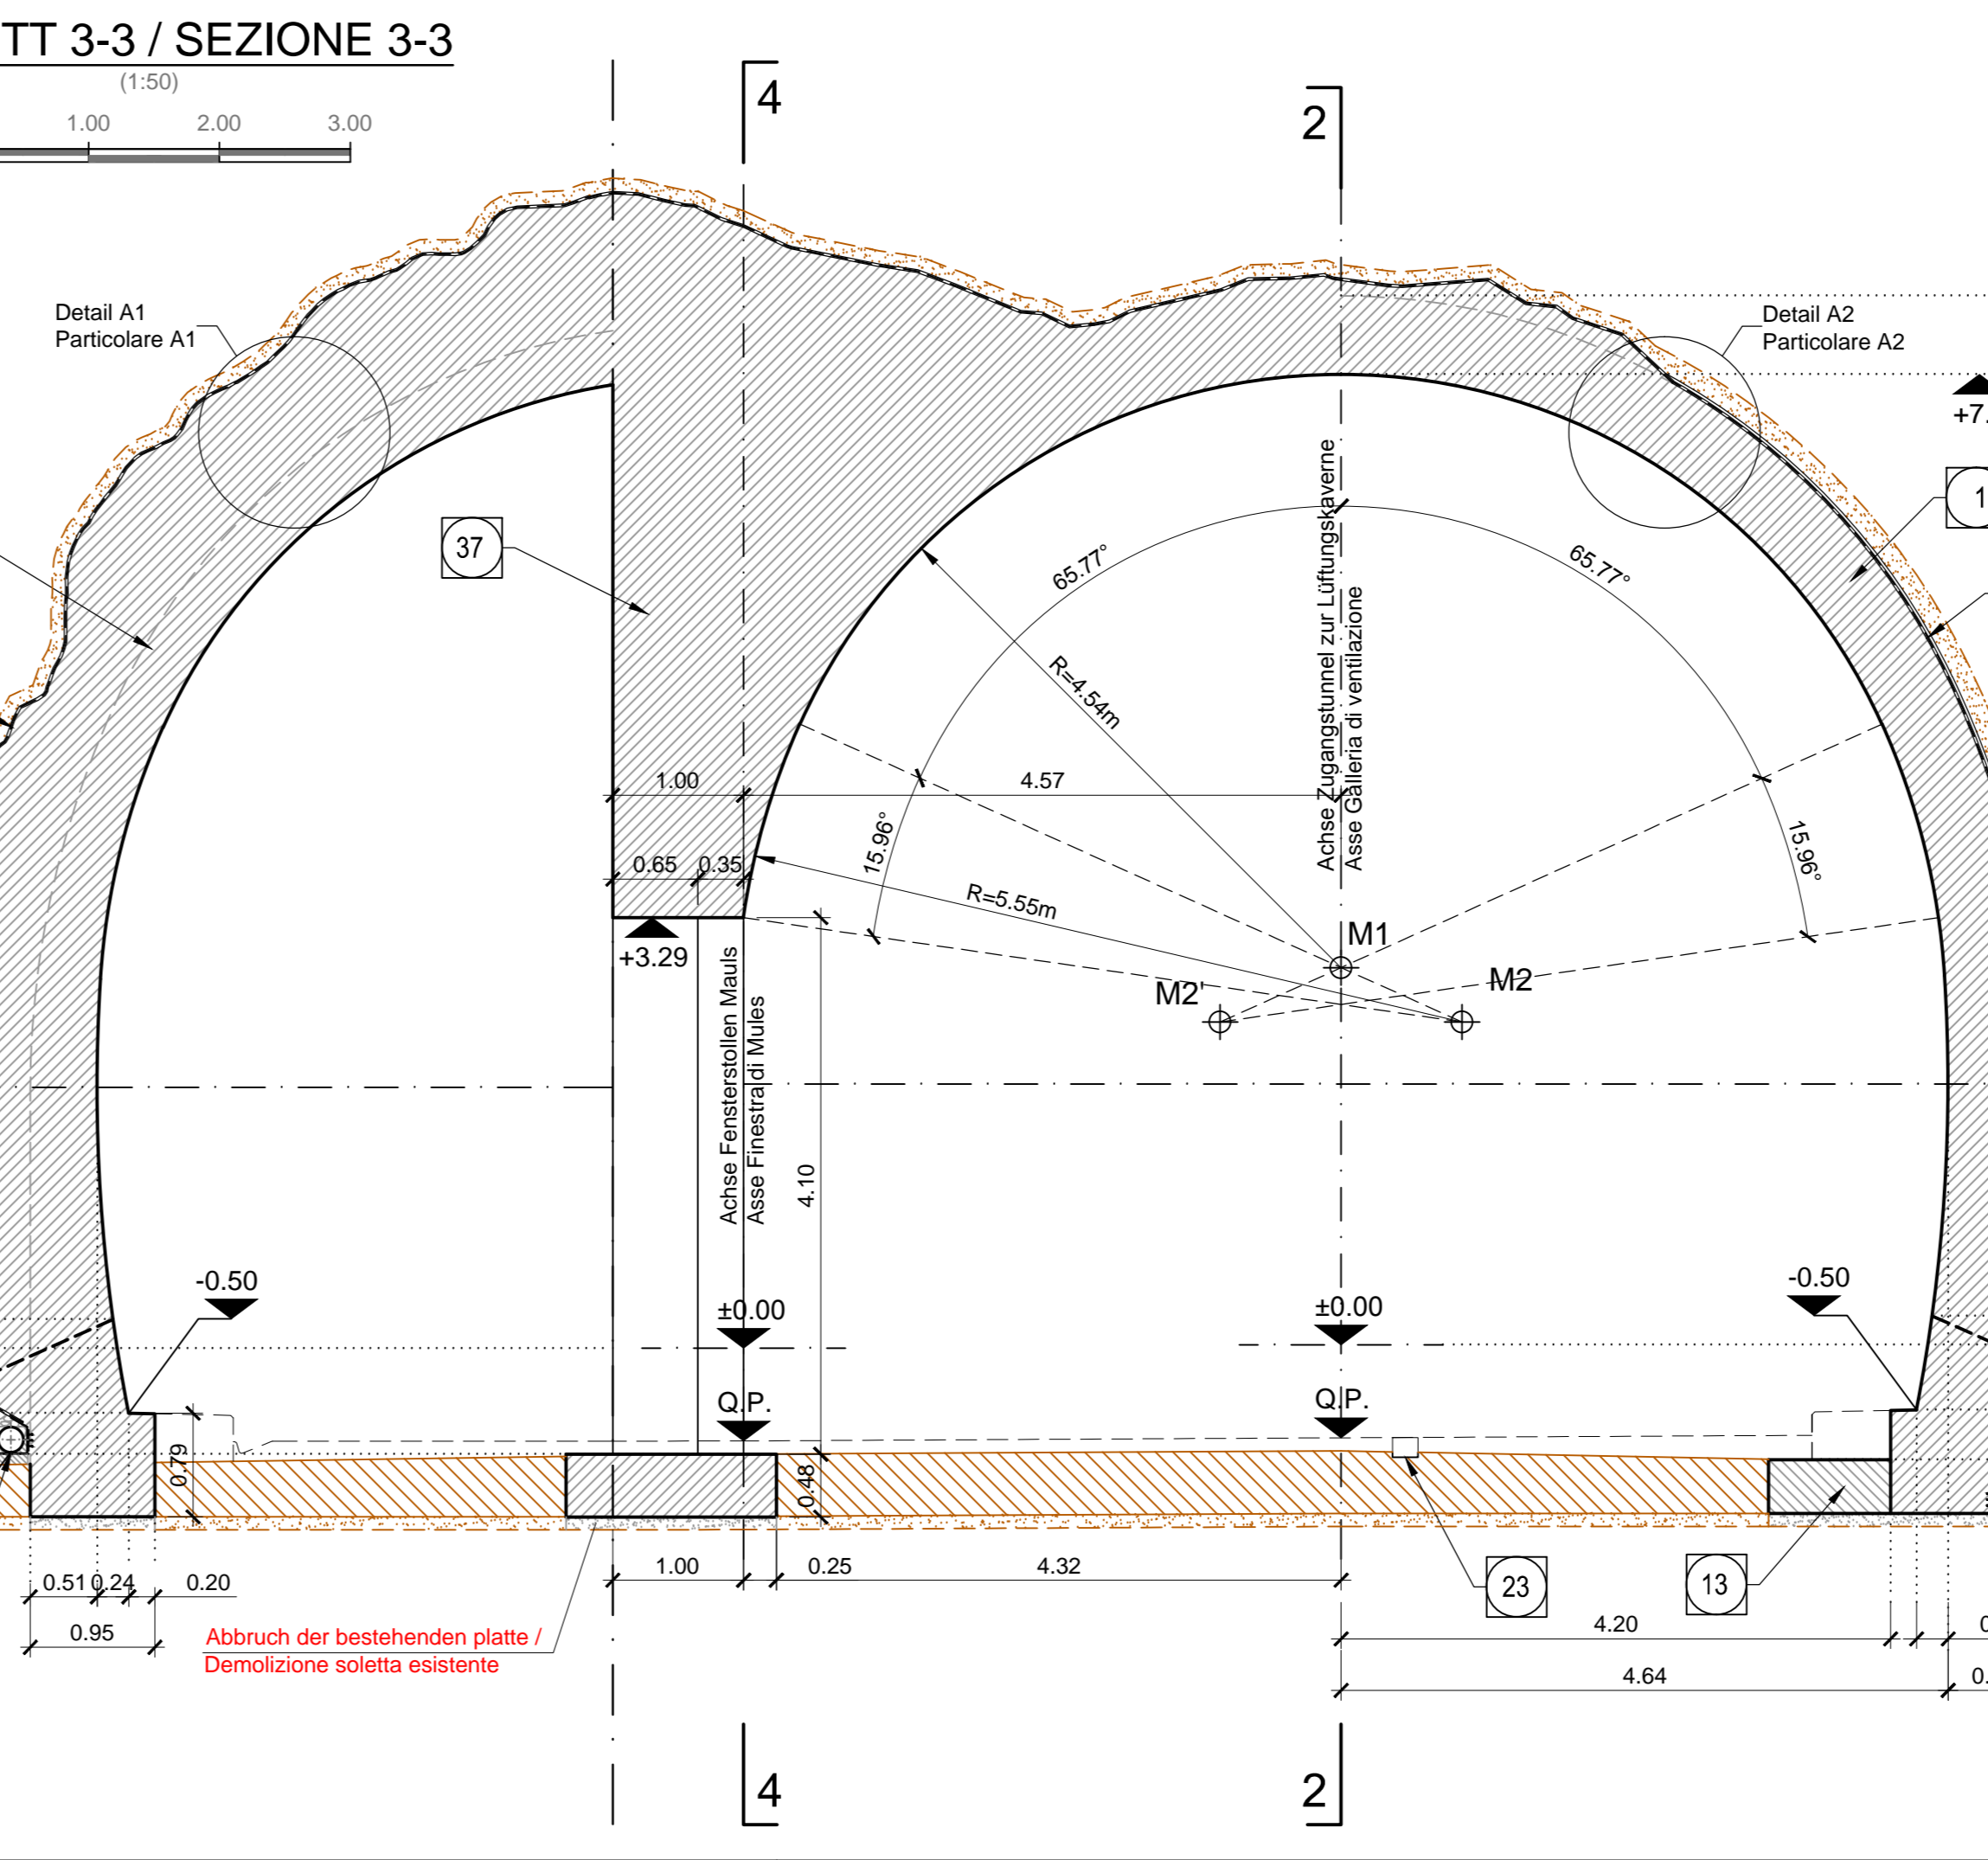 TT 3-3 / SEZIONE 3-3
(1:50)
1.00 2.00 3.00
4
2
Detail A1
Particolare A1
Detail A2
Particolare A2
+7.
1
37
65.77°
65.77°
R=4.54m
Achse Zugangstunnel zur Lüftungskaverne
Asse Galleria di ventilazione
1.00
4.57
15.96°
15.96°
0.65
0.35
R=5.55m
+3.29
M1
M2'
M2
Achse Fensterstollen Mauls
Asse Finestra di Mules
4.10
-0.50
±0.00
±0.00
-0.50
Q.P.
Q.P.
0.79
0.48
0.51
0.24
0.20
0.95
1.00
0.25
4.32
23
13
4.20
4.64
Abbruch der bestehenden platte /
Demolizione soletta esistente
4
2